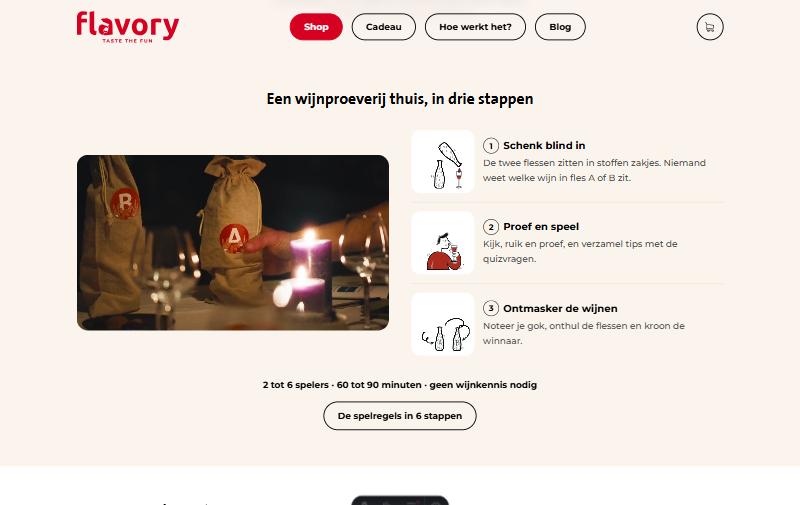 flavory
TASTE THE FUN
Shop
Cadeau
Hoe werkt het?
Blog
Een wijnproeverij thuis, in drie stappen
B
A
1 Schenk blind in
De twee flessen zitten in stoffen zakjes. Niemand
weet welke wijn in fles A of B zit.
2 Proef en speel
Kijk, ruik en proef, en verzamel tips met de
quizvragen.
3 Ontmasker de wijnen
Noteer je gok, onthul de flessen en kroon de
winnaar.
2 tot 6 spelers · 60 tot 90 minuten · geen wijnkennis nodig
De spelregels in 6 stappen